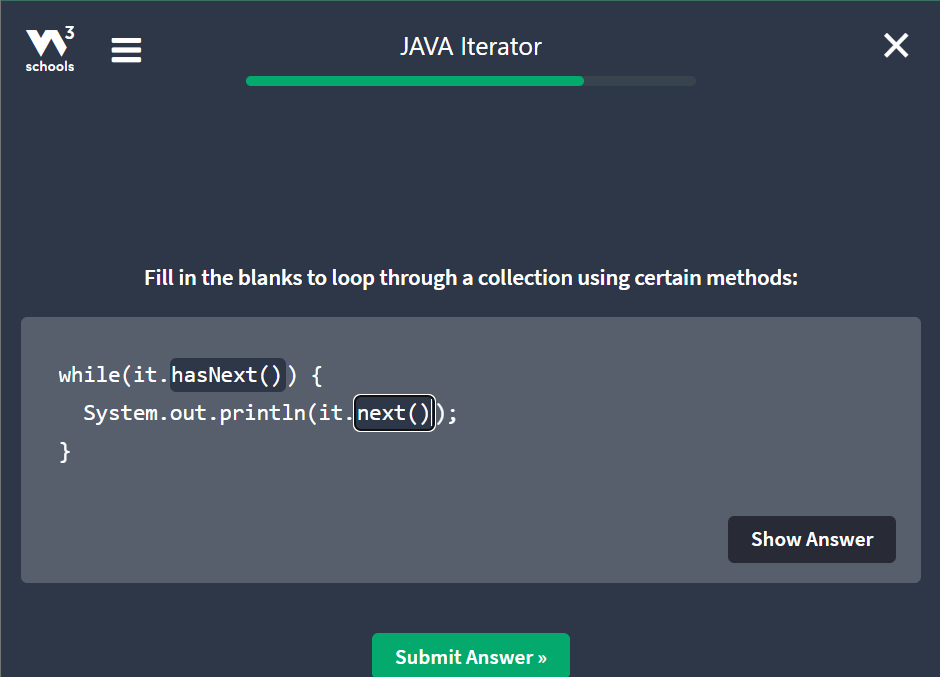 W3
schools
JAVA Iterator
Fill in the blanks to loop through a collection using certain methods:
while(it.hasNext()) {
System.out.println(it.next());
}
Show Answer
Submit Answer »